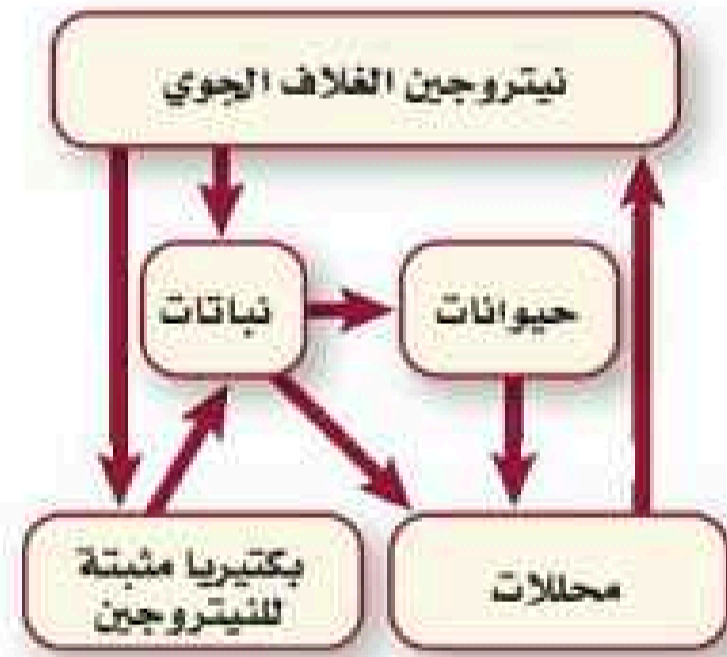 نيتروجين الغلاف الجوي
نباتات
حيوانات
بكتيريا مثبتة
للنيتروجين
محللات